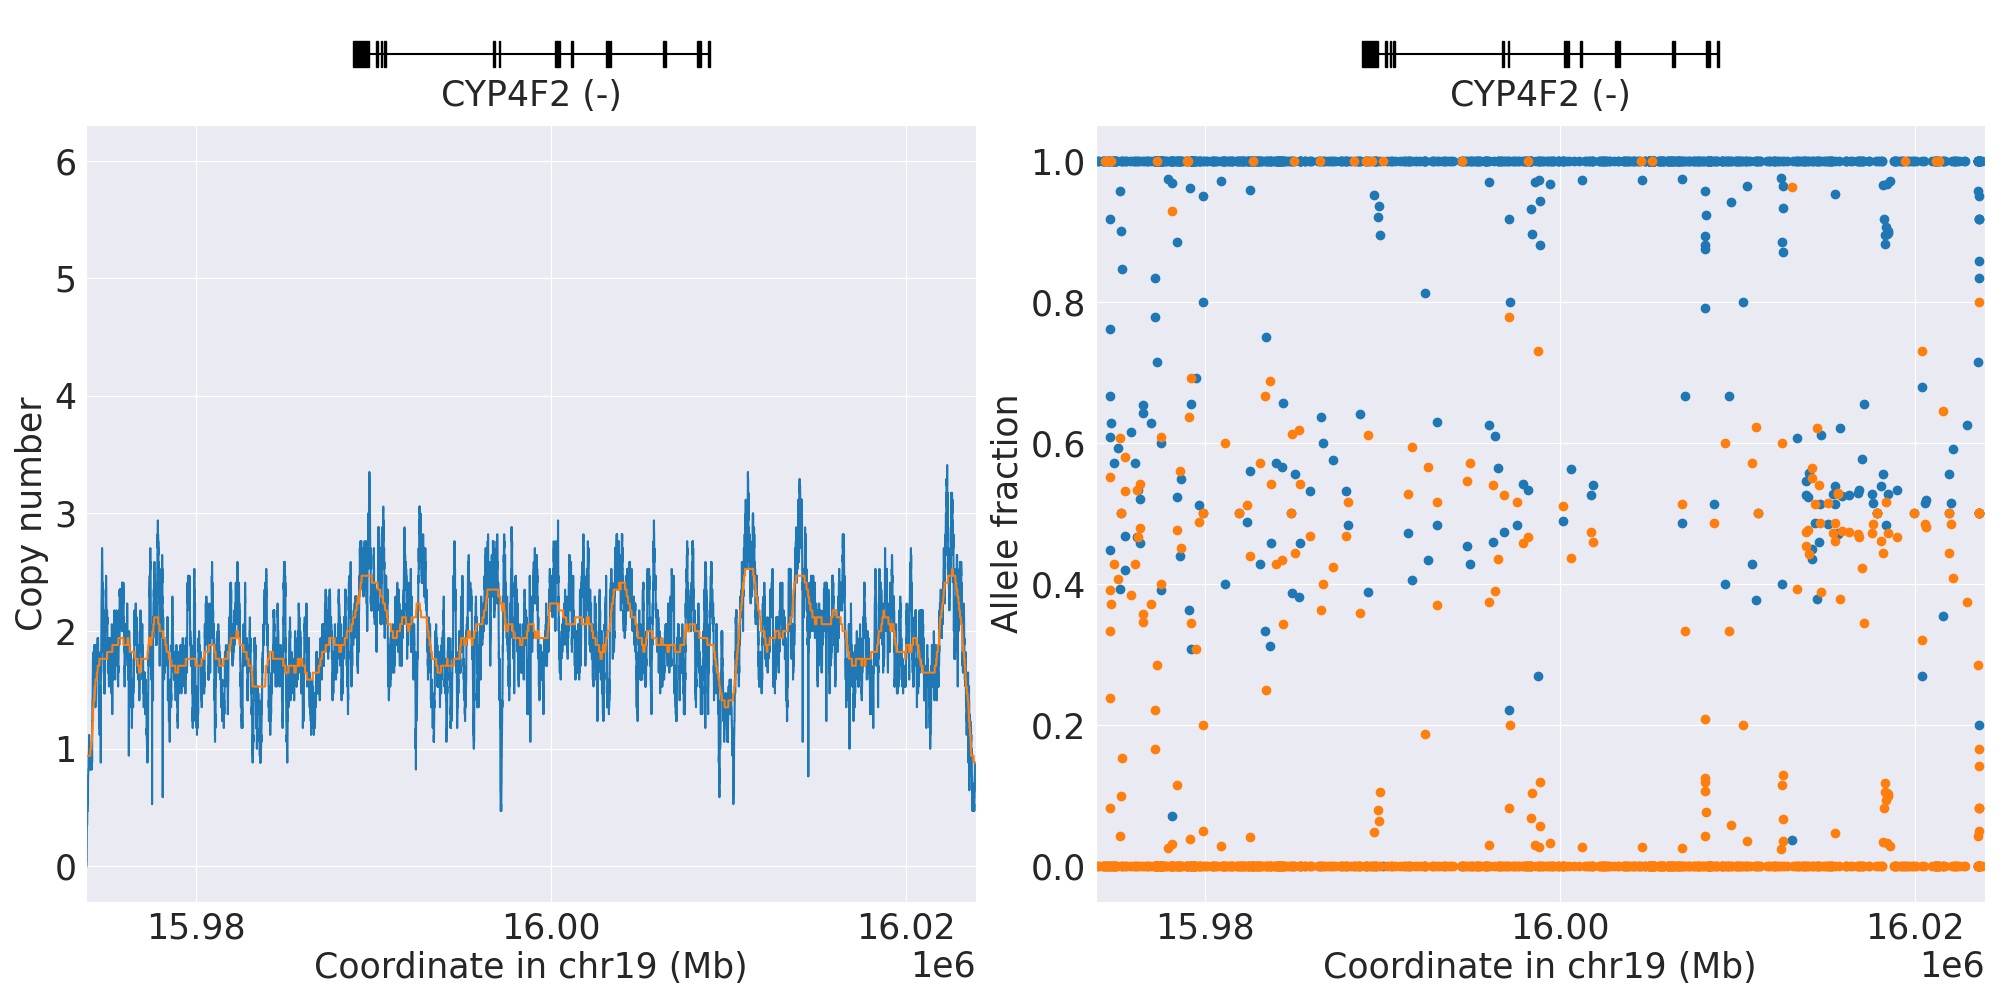 CYP4F2 (-)
Copy number
6
5
4
3
2
1
0
15.98
16.00
16.02
Coordinate in chr19 (Mb)
1e6
CYP4F2 (-)
Allele fraction
1.0
0.8
0.6
0.4
0.2
0.0
15.98
16.00
16.02
Coordinate in chr19 (Mb)
1e6